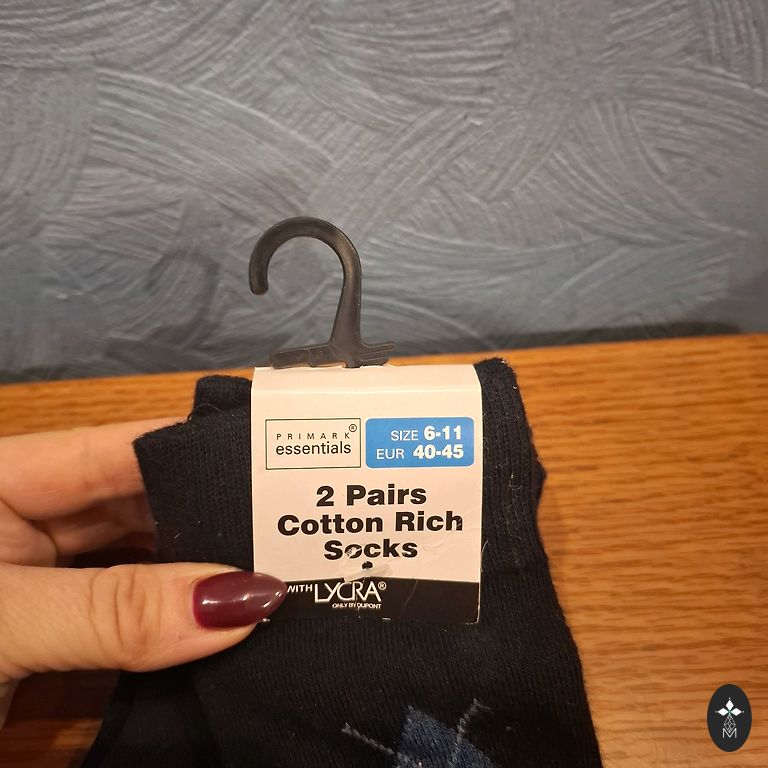 PRIMARK®
essentials
SIZE 6-11
EUR 40-45
2 Pairs
Cotton Rich
Socks
WITH LYCRA®
ONLY BY DUPONT
M